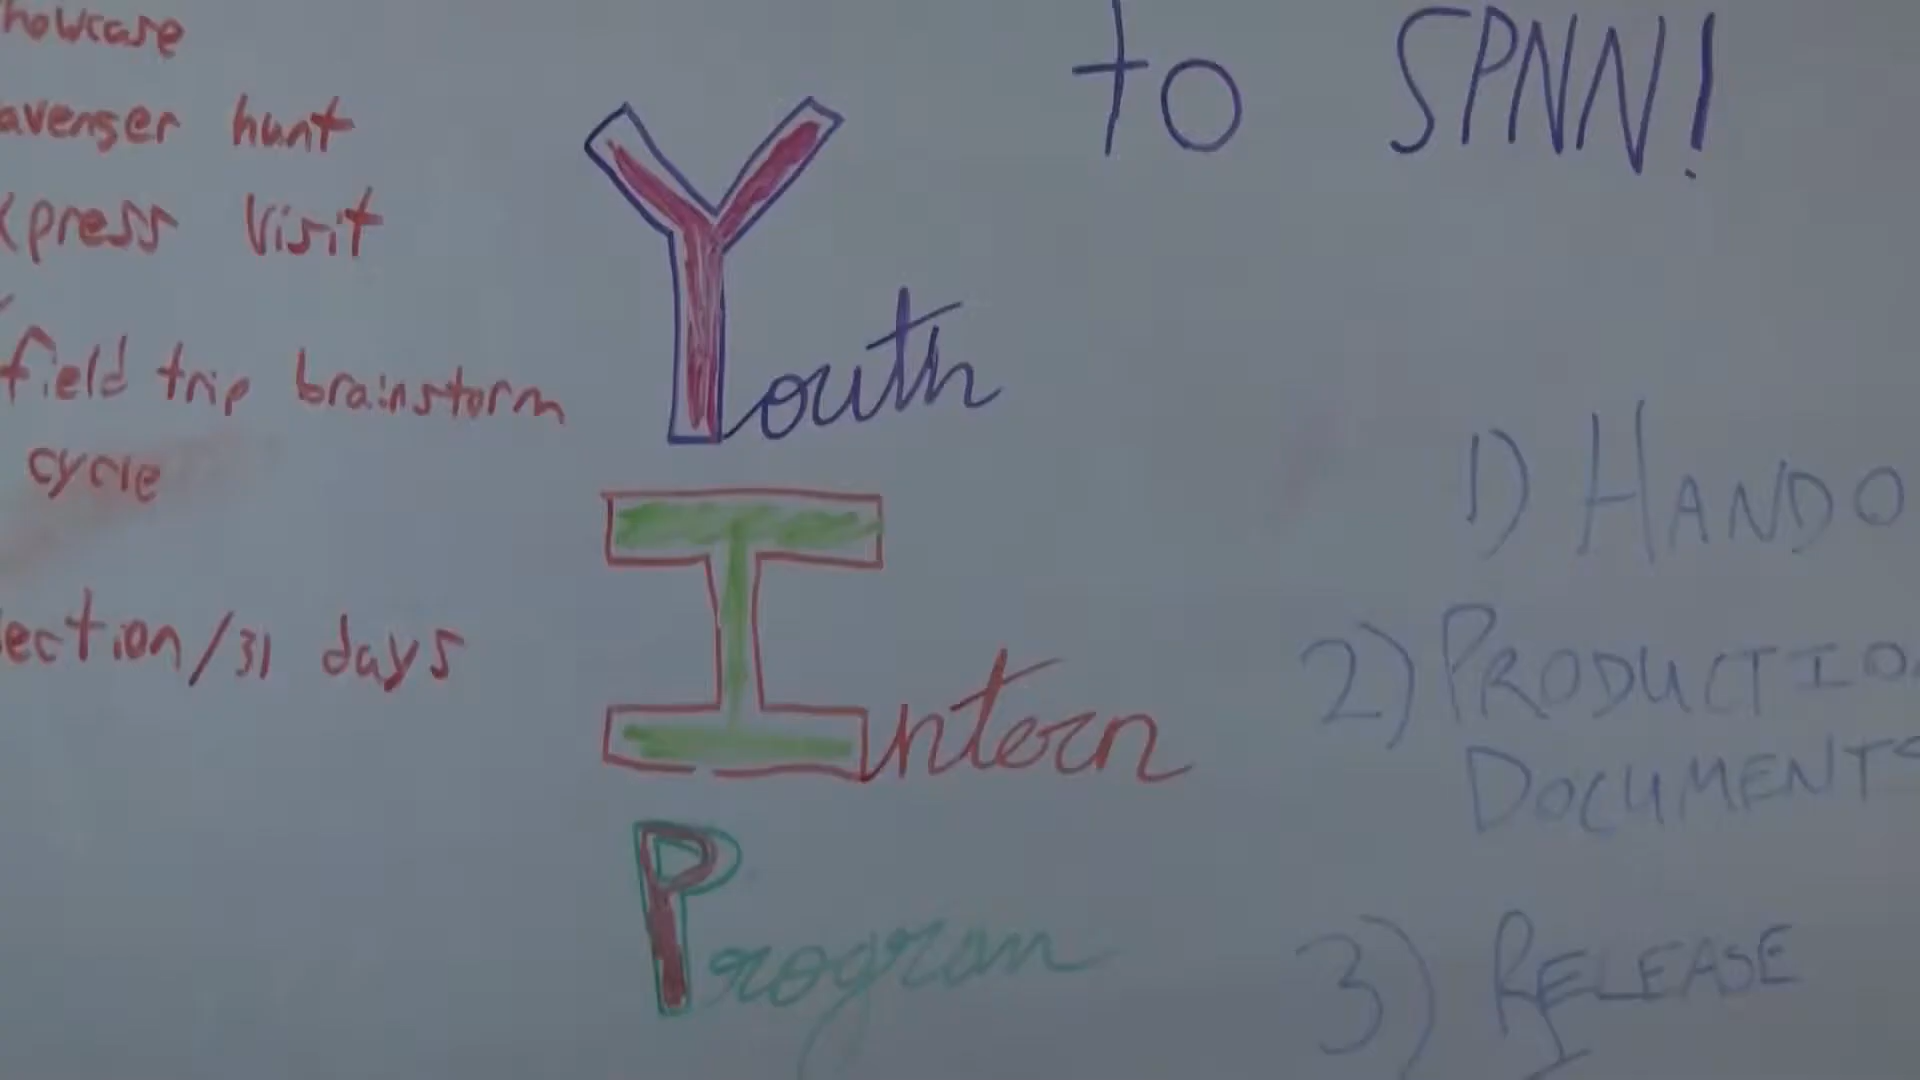 howcase
avenger hunt
xpress Visit
field trip brainstorm
cycle
ection/31 days
to SPNN!
Youth
Intern
Program
1) HANDO
2) PRODUCTIO
DOCUMENTS
3) RELEASE